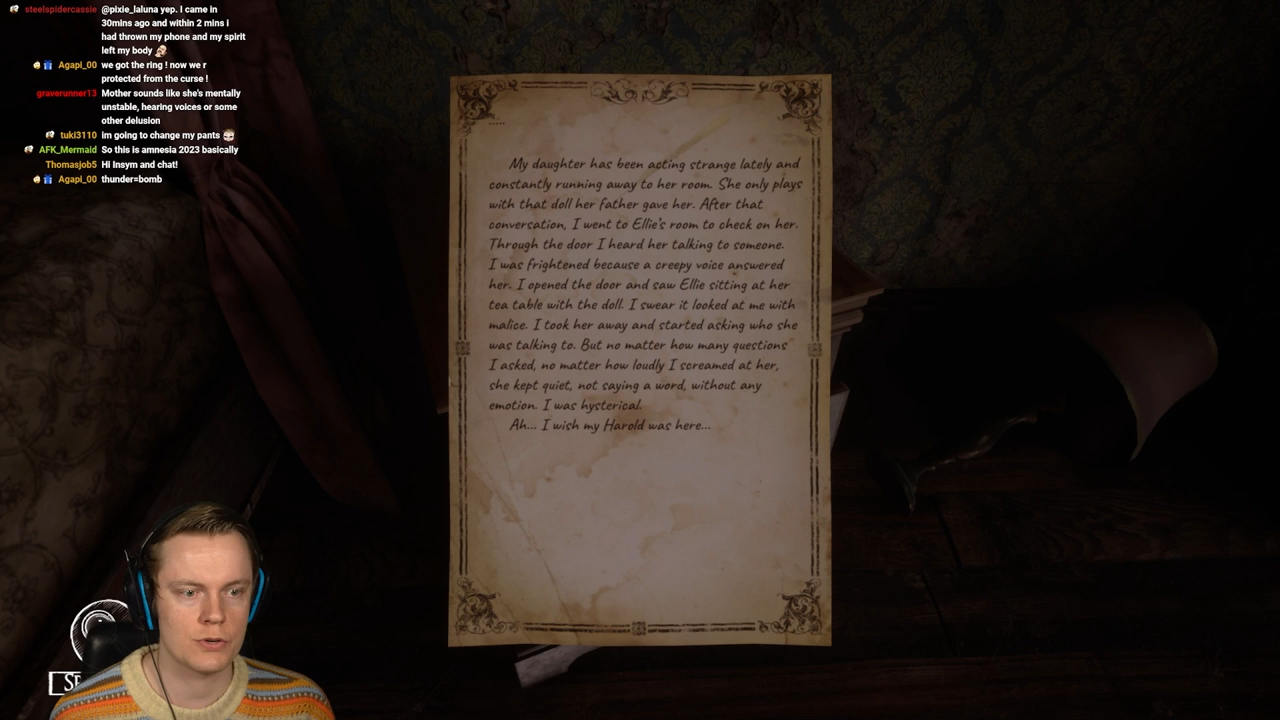 steelspidercassie @pixie_laluna yep. I came in
30mins ago and within 2 mins i
had thrown my phone and my spirit
left my body
Agapi_00 we got the ring ! now we r
protected from the curse !
graverunner13 Mother sounds like she's mentally
unstable, hearing voices or some
other delusion
tuki3110 im going to change my pants
AFK_Mermaid So this is amnesia 2023 basically
Thomasjob5 Hi Insym and chat!
Agapi_00 thunder=bomb
.....
My daughter has been acting strange lately and
constantly running away to her room. She only plays
with that doll her father gave her. After that
conversation, I went to Ellie's room to check on her.
Through the door I heard her talking to someone.
I was frightened because a creepy voice answered
her. I opened the door and saw Ellie sitting at her
tea table with the doll. I swear it looked at me with
malice. I took her away and started asking who she
was talking to. But no matter how many questions
I asked, no matter how loudly I screamed at her,
she kept quiet, not saying a word, without any
emotion. I was hysterical.
Ah... I wish my Harold was here...